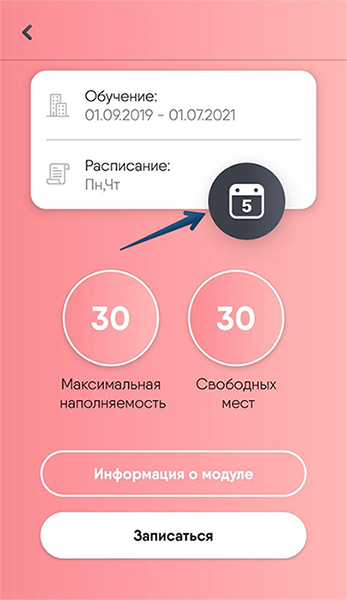 Обучение:
01.09.2019 - 01.07.2021
Расписание:
Пн,Чт
5
30
30
Максимальная
наполняемость
Свободных
мест
Информация о модуле
Записаться